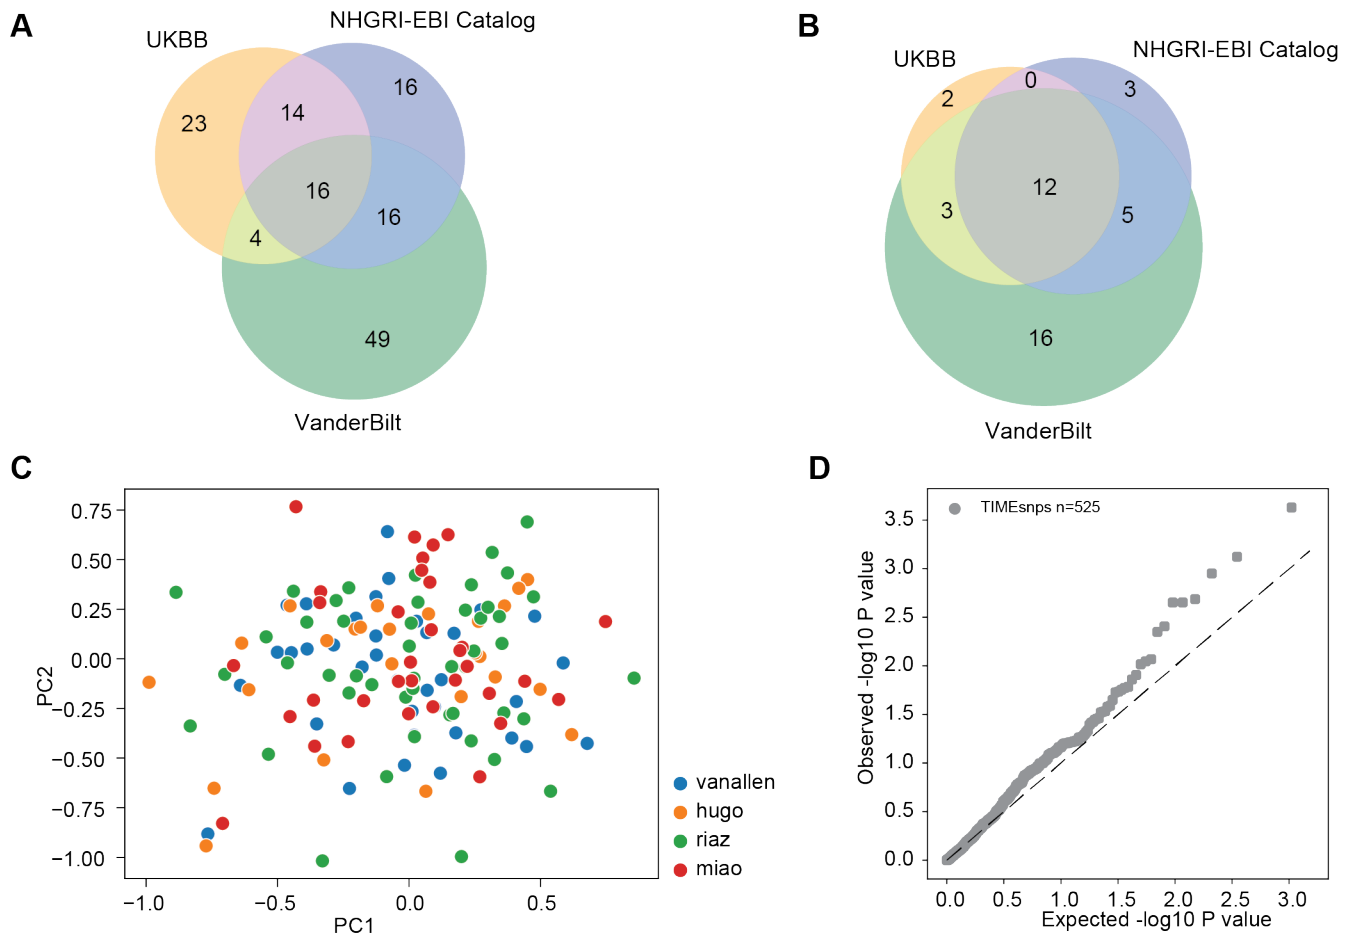 A
UKBB
NHGRI-EBI Catalog
23
14
16
16
16
4
49
VanderBilt
B
UKBB
NHGRI-EBI Catalog
2
0
3
12
3
5
16
VanderBilt
C
PC2
0.75
0.50
0.25
0.00
−0.25
−0.50
−0.75
−1.00
−1.0
−0.5
0.0
0.5
PC1
vanallen
hugo
riaz
miao
D
Observed -log10 P value
TIMEsnps n=525
3.5
3.0
2.5
2.0
1.5
1.0
0.5
0.0
0.0
0.5
1.0
1.5
2.0
2.5
3.0
Expected -log10 P value